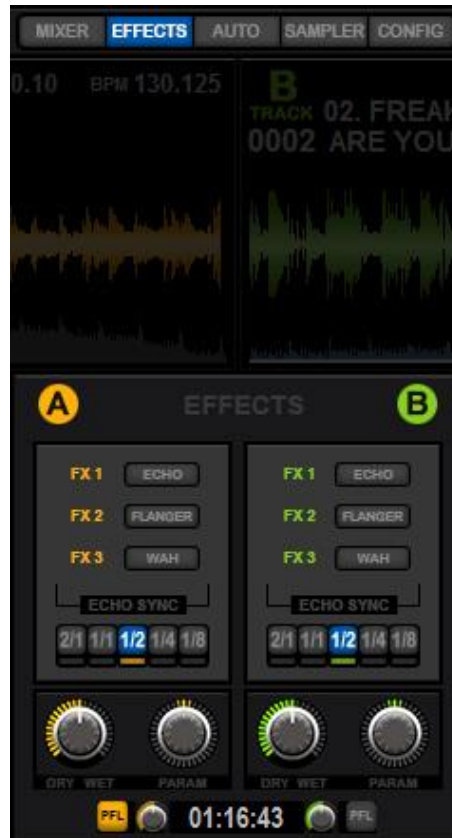 MIXER EFFECTS AUTO SAMPLER CONFIG
0.10 BPM 130.125
B
TRACK 02. FREAK
0002 ARE YOU
A EFFECTS B
FX 1 ECHO FX 1 ECHO
FX 2 FLANGER FX 2 FLANGER
FX 3 WAH FX 3 WAH
ECHO SYNC ECHO SYNC
2/1 1/1 1/2 1/4 1/8 2/1 1/1 1/2 1/4 1/8
DRY WET PARAM DRY WET PARAM
PFL 01:16:43 PFL